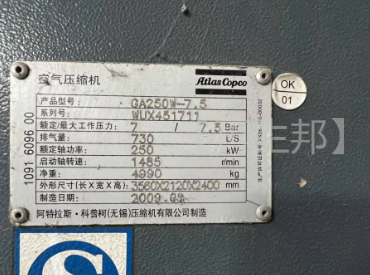 空气压缩机
Atlas Copco
产品型号: GA250W-7.5
系列号: WUX451711
额定/最大工作压力: 7 / 7.5 Bar
排气量: 730 L/S
额定轴功率: 250 kW
启动轴转速: 1485 r/min
净重: 4990 kg
外形尺寸(长X宽X高): 3560X2120X2400 mm
制造日期: 2009.04
阿特拉斯·科普柯(无锡)压缩机有限公司制造
1091 6096 00
OK
01
生邦】